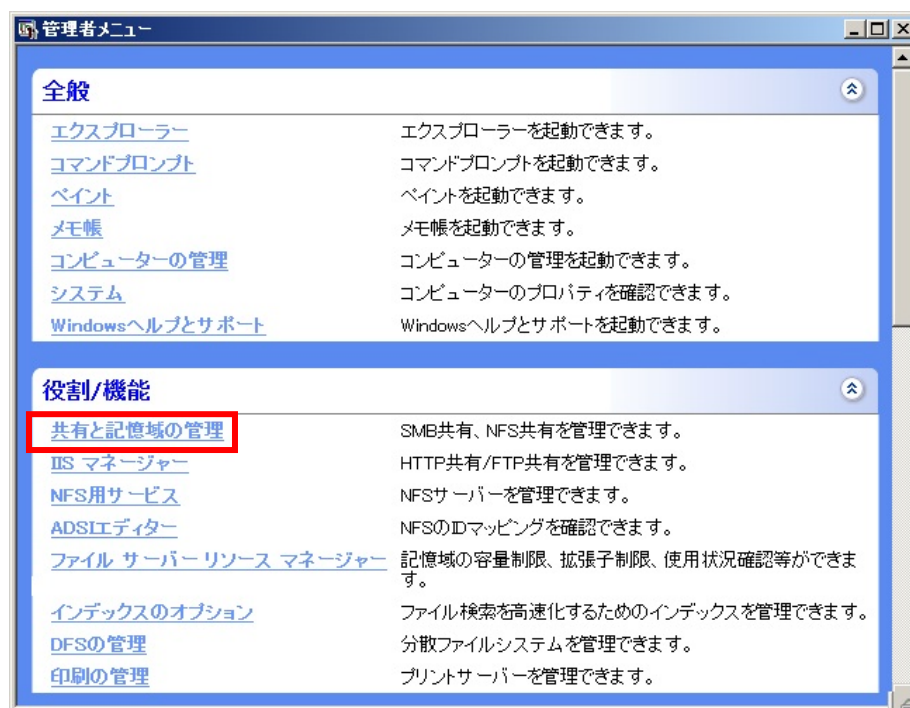 管理者メニュー
全般
エクスプローラー エクスプローラーを起動できます。
コマンドプロンプト コマンドプロンプトを起動できます。
ペイント ペイントを起動できます。
メモ帳 メモ帳を起動できます。
コンピューターの管理 コンピューターの管理を起動できます。
システム コンピューターのプロパティを確認できます。
Windowsヘルプとサポート Windowsヘルプとサポートを起動できます。
役割/機能
共有と記憶域の管理 SMB共有、NFS共有を管理できます。
IIS マネージャー HTTP共有/FTP共有を管理できます。
NFS用サービス NFSサーバーを管理できます。
ADSIエディター NFSのIDマッピングを確認できます。
ファイル サーバー リソース マネージャー 記憶域の容量制限、拡張子制限、使用状況確認等ができま
す。
インデックスのオプション ファイル検索を高速化するためのインデックスを管理できます。
DFSの管理 分散ファイルシステムを管理できます。
印刷の管理 プリントサーバーを管理できます。